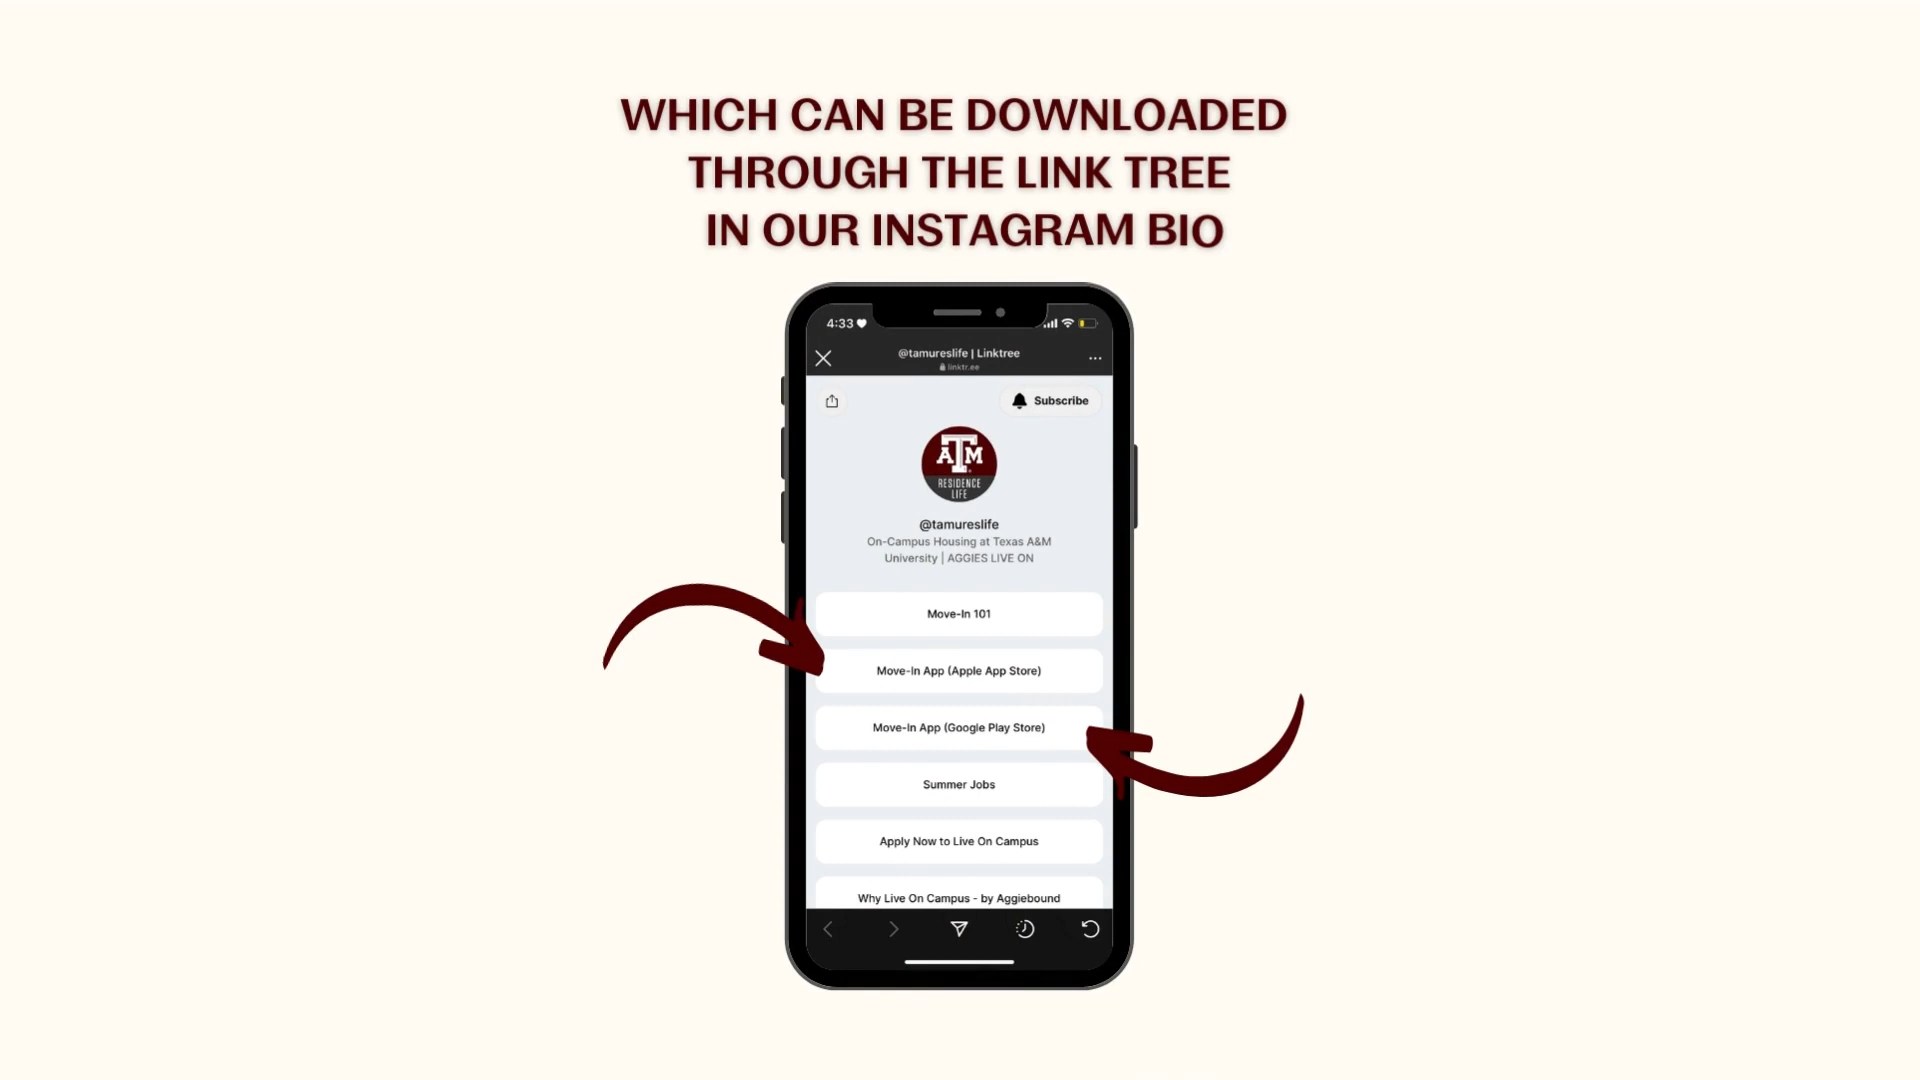 WHICH CAN BE DOWNLOADED
THROUGH THE LINK TREE
IN OUR INSTAGRAM BIO
4:33
@tamureslife | Linktree
linktr.ee
Subscribe
ATM
RESIDENCE
LIFE
@tamureslife
On-Campus Housing at Texas A&M
University | AGGIES LIVE ON
Move-In 101
Move-In App (Apple App Store)
Move-In App (Google Play Store)
Summer Jobs
Apply Now to Live On Campus
Why Live On Campus - by Aggiebound